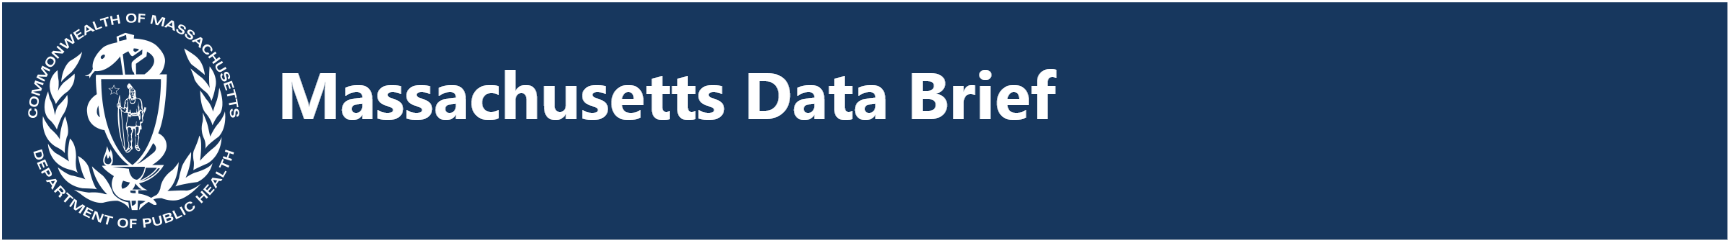 COMMONWEALTH OF MASSACHUSETTS
DEPARTMENT OF PUBLIC HEALTH
Massachusetts Data Brief